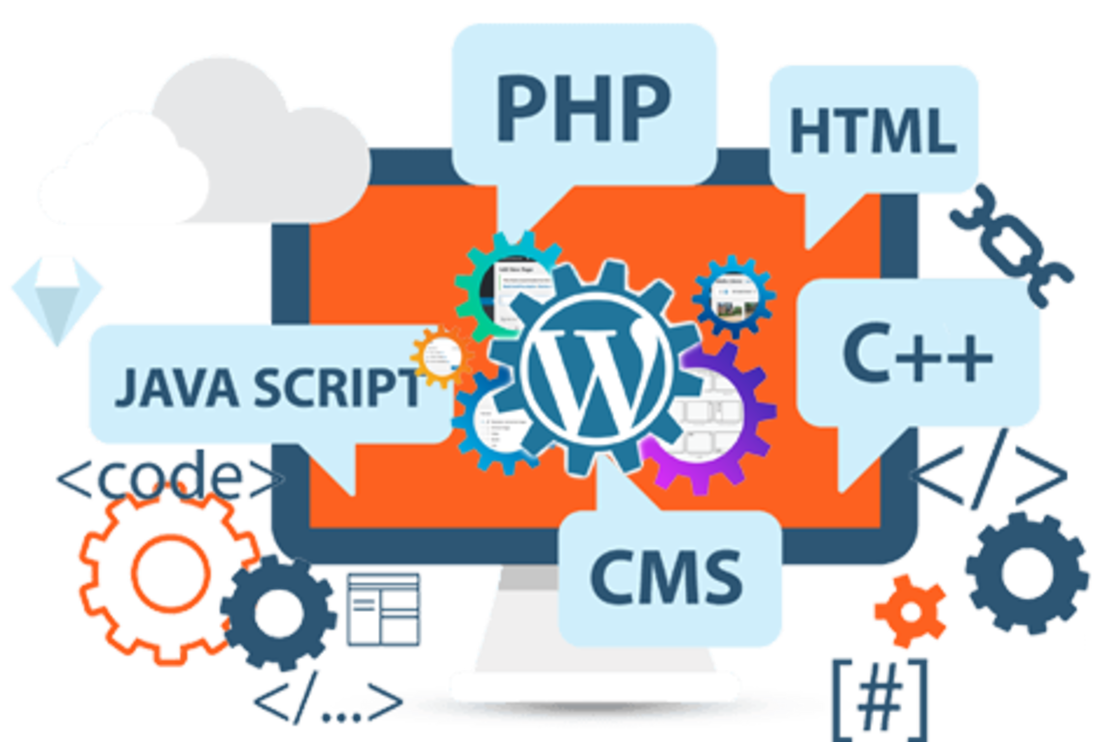 PHP
HTML
C++
JAVA SCRIPT
W
<code>
</>
CMS
</...>
[#]